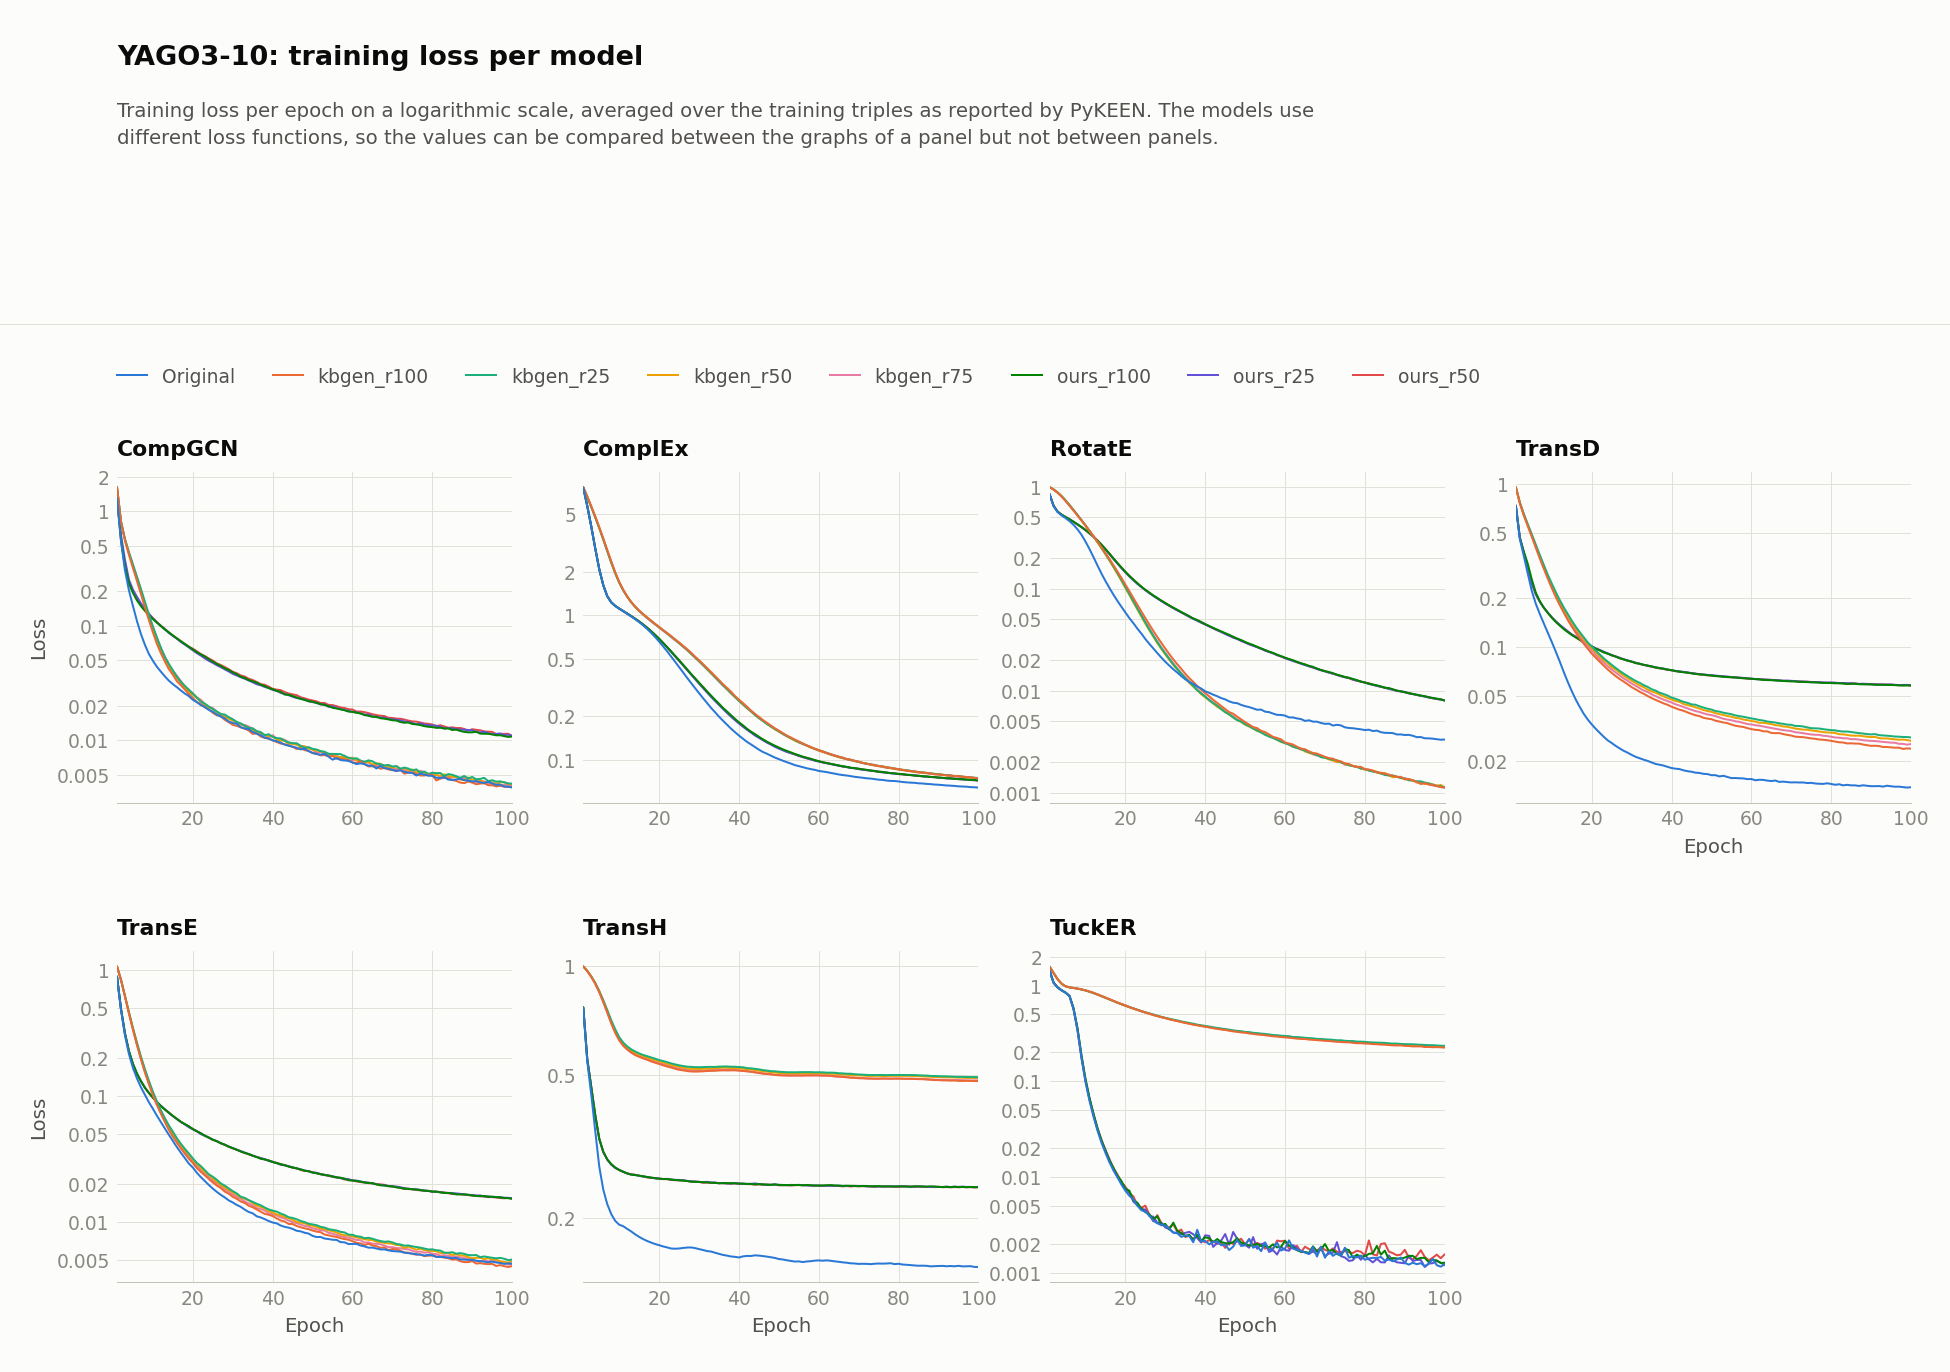 YAGO3-10: training loss per model
Training loss per epoch on a logarithmic scale, averaged over the training triples as reported by PyKEEN. The models use
different loss functions, so the values can be compared between the graphs of a panel but not between panels.
Original kbgen_r100 kbgen_r25 kbgen_r50 kbgen_r75 ours_r100 ours_r25 ours_r50
CompGCN
Loss
2
1
0.5
0.2
0.1
0.05
0.02
0.01
0.005
20 40 60 80 100
ComplEx
5
2
1
0.5
0.2
0.1
20 40 60 80 100
RotatE
1
0.5
0.2
0.1
0.05
0.02
0.01
0.005
0.002
0.001
20 40 60 80 100
TransD
1
0.5
0.2
0.1
0.05
0.02
20 40 60 80 100
Epoch
TransE
Loss
1
0.5
0.2
0.1
0.05
0.02
0.01
0.005
20 40 60 80 100
Epoch
TransH
1
0.5
0.2
20 40 60 80 100
Epoch
TuckER
2
1
0.5
0.2
0.1
0.05
0.02
0.01
0.005
0.002
0.001
20 40 60 80 100
Epoch